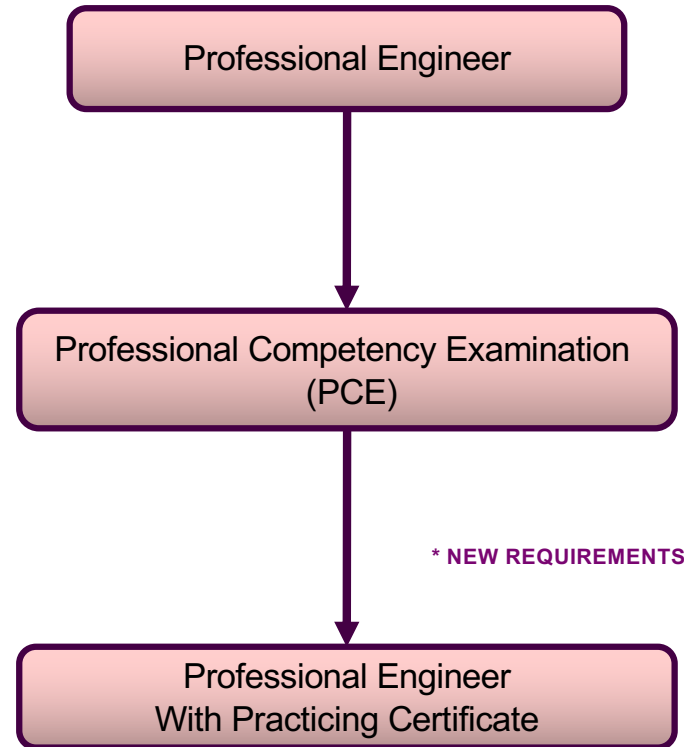 Professional Engineer
Professional Competency Examination
(PCE)
* NEW REQUIREMENTS
Professional Engineer
With Practicing Certificate